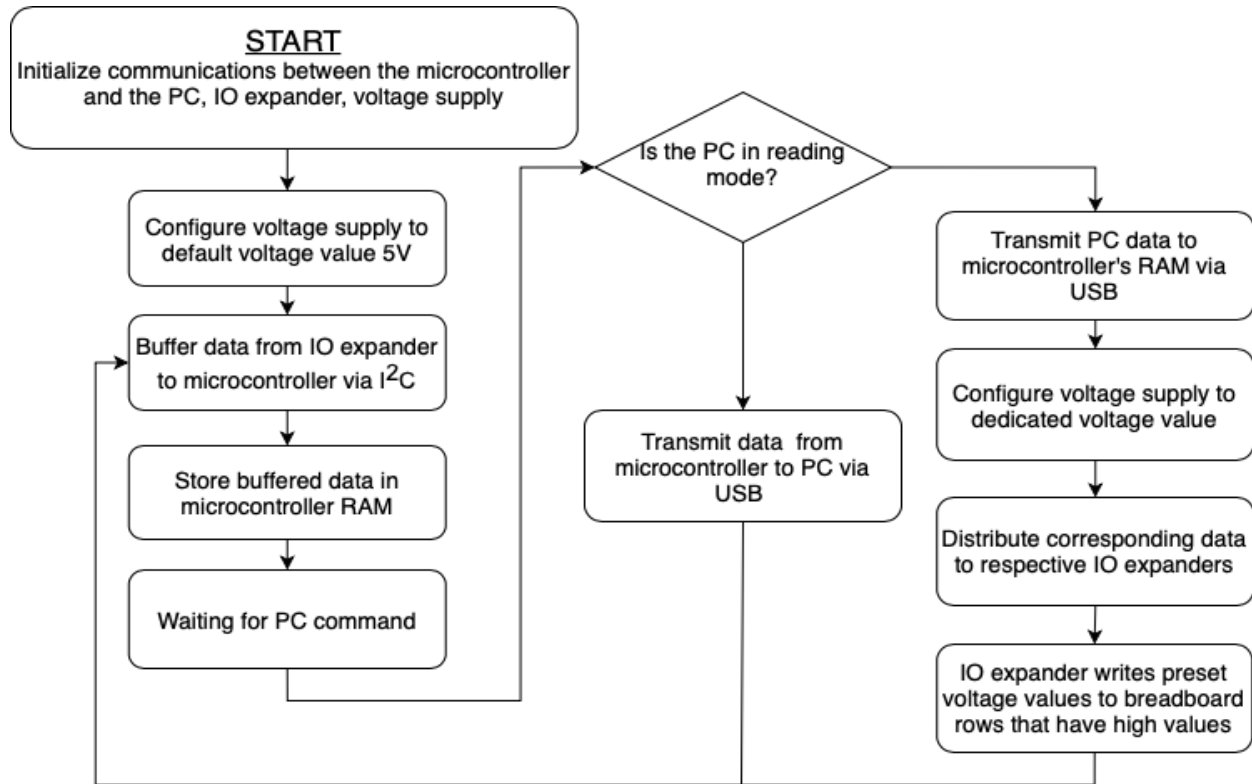 START
Initialize communications between the microcontroller
and the PC, IO expander, voltage supply
Configure voltage supply to
default voltage value 5V
Buffer data from IO expander
to microcontroller via I²C
Store buffered data in
microcontroller RAM
Waiting for PC command
Is the PC in reading
mode?
Transmit data from
microcontroller to PC via
USB
Transmit PC data to
microcontroller's RAM via
USB
Configure voltage supply to
dedicated voltage value
Distribute corresponding data
to respective IO expanders
IO expander writes preset
voltage values to breadboard
rows that have high values